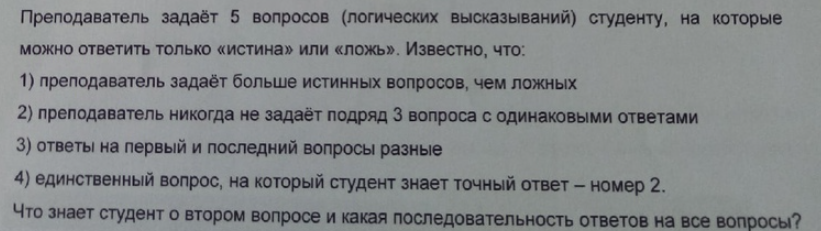 Преподаватель задаёт 5 вопросов (логических высказываний) студенту, на которые
можно ответить только «истина» или «ложь». Известно, что:
1) преподаватель задаёт больше истинных вопросов, чем ложных
2) преподаватель никогда не задаёт подряд 3 вопроса с одинаковыми ответами
3) ответы на первый и последний вопросы разные
4) единственный вопрос, на который студент знает точный ответ – номер 2.
Что знает студент о втором вопросе и какая последовательность ответов на все вопросы?